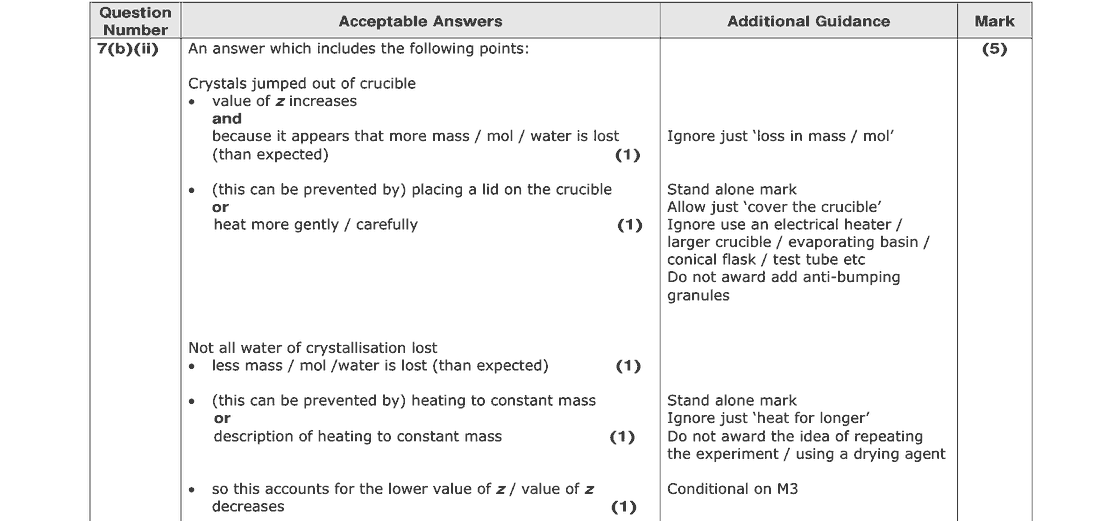 Question Number
Acceptable Answers
Additional Guidance
Mark
7(b)(ii)
An answer which includes the following points:
(5)
Crystals jumped out of crucible
• value of z increases
and
because it appears that more mass / mol / water is lost
(than expected) (1)
Ignore just ‘loss in mass / mol’
• (this can be prevented by) placing a lid on the crucible
or
heat more gently / carefully (1)
Stand alone mark
Allow just ‘cover the crucible’
Ignore use an electrical heater /
larger crucible / evaporating basin /
conical flask / test tube etc
Do not award add anti-bumping
granules
Not all water of crystallisation lost
• less mass / mol /water is lost (than expected) (1)
• (this can be prevented by) heating to constant mass
or
description of heating to constant mass (1)
Stand alone mark
Ignore just ‘heat for longer’
Do not award the idea of repeating
the experiment / using a drying agent
• so this accounts for the lower value of z / value of z
decreases (1)
Conditional on M3